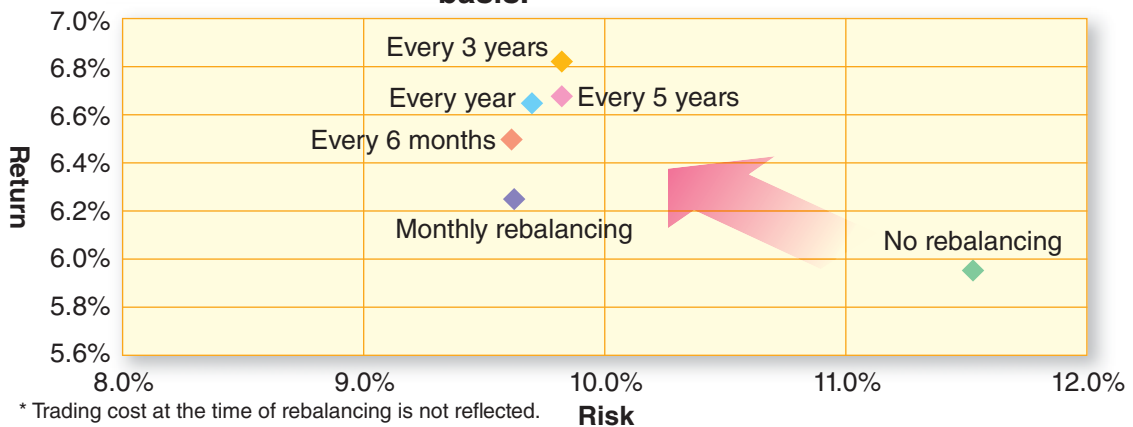 basis.
7.0%
Every 3 years
6.8%
Every year
Every 5 years
6.6%
Every 6 months
6.4%
6.2%
Monthly rebalancing
No rebalancing
6.0%
5.8%
5.6%
Return
8.0%
9.0%
10.0%
11.0%
12.0%
* Trading cost at the time of rebalancing is not reflected.
Risk